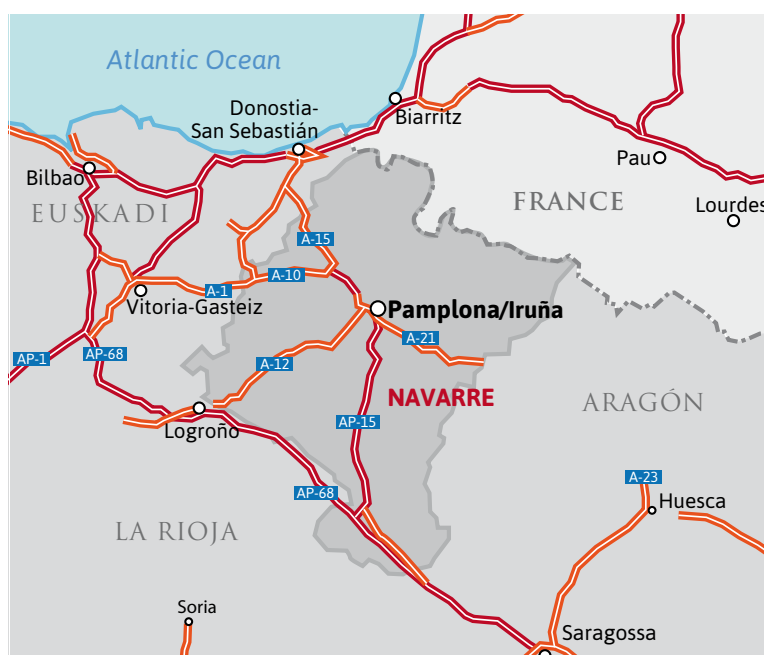 Atlantic Ocean
Donostia-
San Sebastián
Biarritz
Bilbao
Pau
EUSKADI
FRANCE
Lourdes
A-15
A-10
A-1
Vitoria-Gasteiz
Pamplona/Iruña
A-21
AP-1
AP-68
A-12
NAVARRE
ARAGÓN
Logroño
AP-15
A-23
AP-68
Huesca
LA RIOJA
Soria
Saragossa